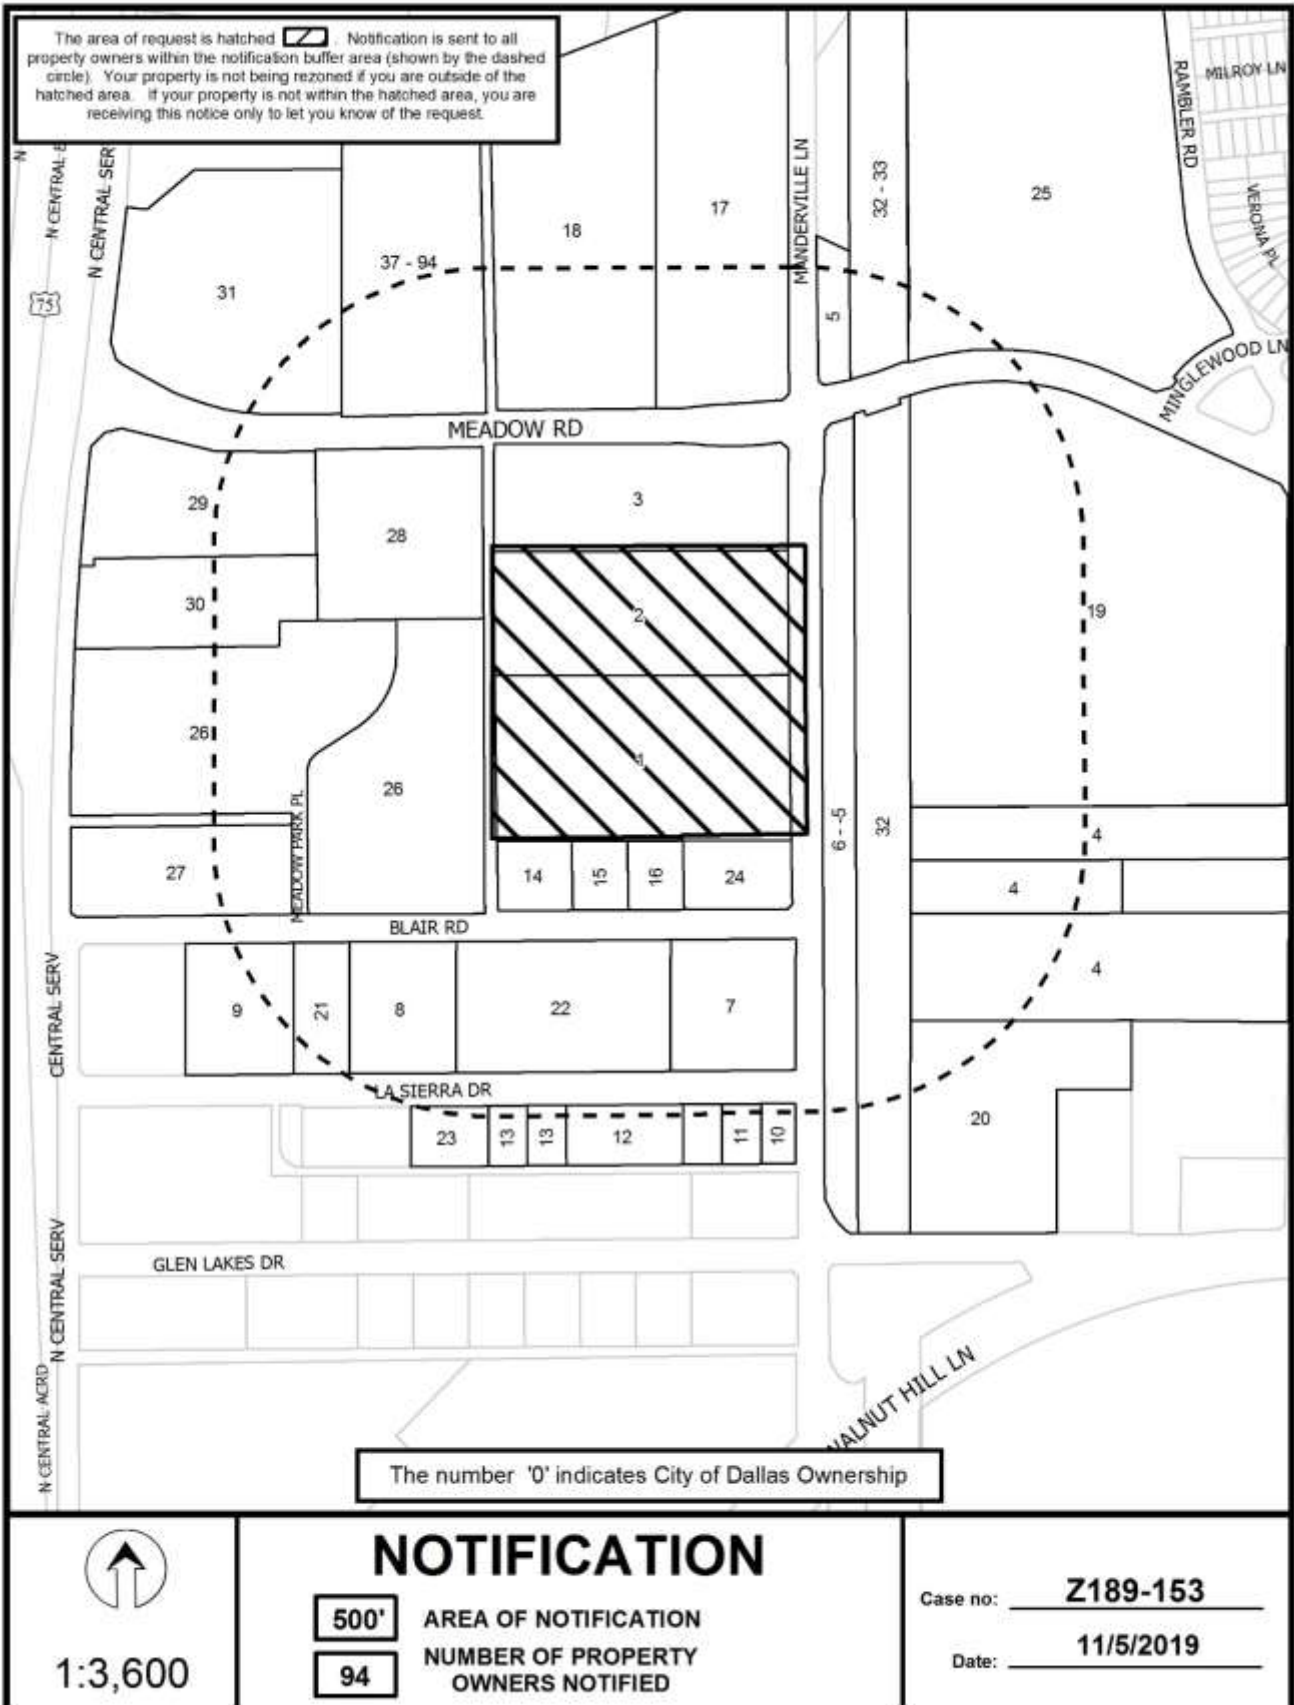 The area of request is hatched . Notification is sent to all
property owners within the notification buffer area (shown by the dashed
circle). Your property is not being rezoned if you are outside of the
hatched area. If your property is not within the hatched area, you are
receiving this notice only to let you know of the request.
N
N CENTRAL E
N CENTRAL SER
75
MANDERVILLE LN
RAMBLER RD
MILROY LN
VERONA PL
MINGLEWOOD LN
32 - 33
25
17
18
37 - 94
31
5
MEADOW RD
29
28
3
30
2
19
26
1
26
MEADOW PARK PL
6 - -5
32
4
27
14
15
16
24
4
BLAIR RD
CENTRAL SERV
4
9
21
8
22
7
LA SIERRA DR
23
13
13
12
11
10
20
N CENTRAL SERV
GLEN LAKES DR
N CENTRAL ACRD
WALNUT HILL LN
The number '0' indicates City of Dallas Ownership
1:3,600
NOTIFICATION
500' AREA OF NOTIFICATION
94 NUMBER OF PROPERTY
OWNERS NOTIFIED
Case no: Z189-153
Date: 11/5/2019